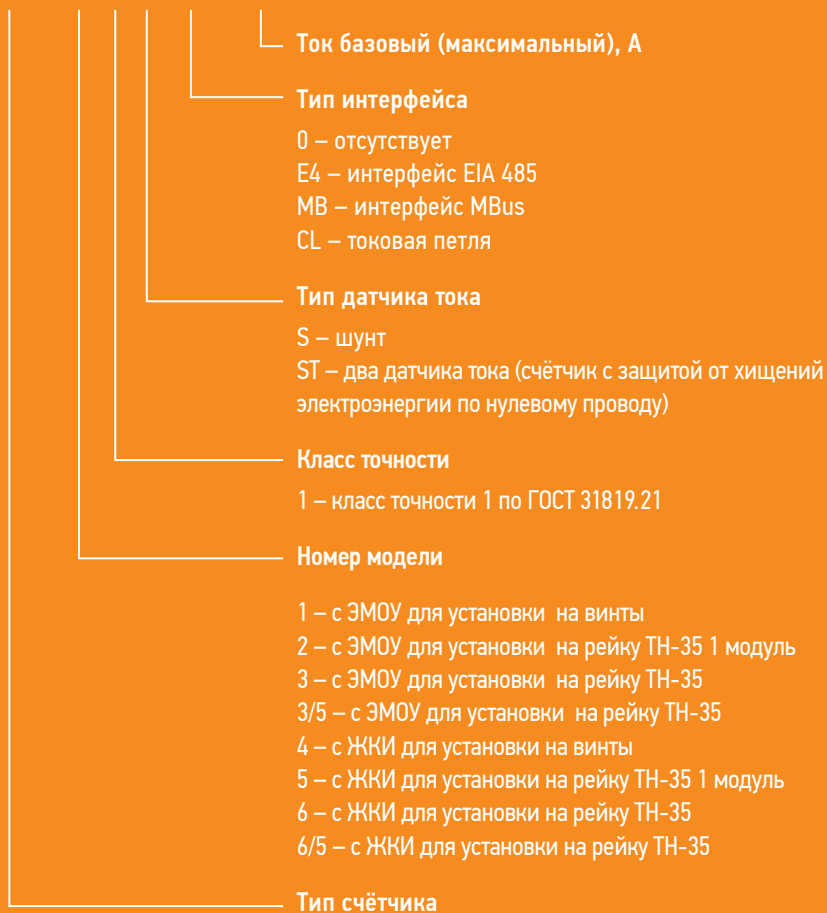 Ток базовый (максимальный), А
Тип интерфейса
0 – отсутствует
E4 – интерфейс EIA 485
MB – интерфейс MBus
CL – токовая петля
Тип датчика тока
S – шунт
ST – два датчика тока (счётчик с защитой от хищений
электроэнергии по нулевому проводу)
Класс точности
1 – класс точности 1 по ГОСТ 31819.21
Номер модели
1 – с ЭМОУ для установки на винты
2 – с ЭМОУ для установки на рейку ТН-35 1 модуль
3 – с ЭМОУ для установки на рейку ТН-35
3/5 – с ЭМОУ для установки на рейку ТН-35
4 – с ЖКИ для установки на винты
5 – с ЖКИ для установки на рейку ТН-35 1 модуль
6 – с ЖКИ для установки на рейку ТН-35
6/5 – с ЖКИ для установки на рейку ТН-35
Тип счётчика